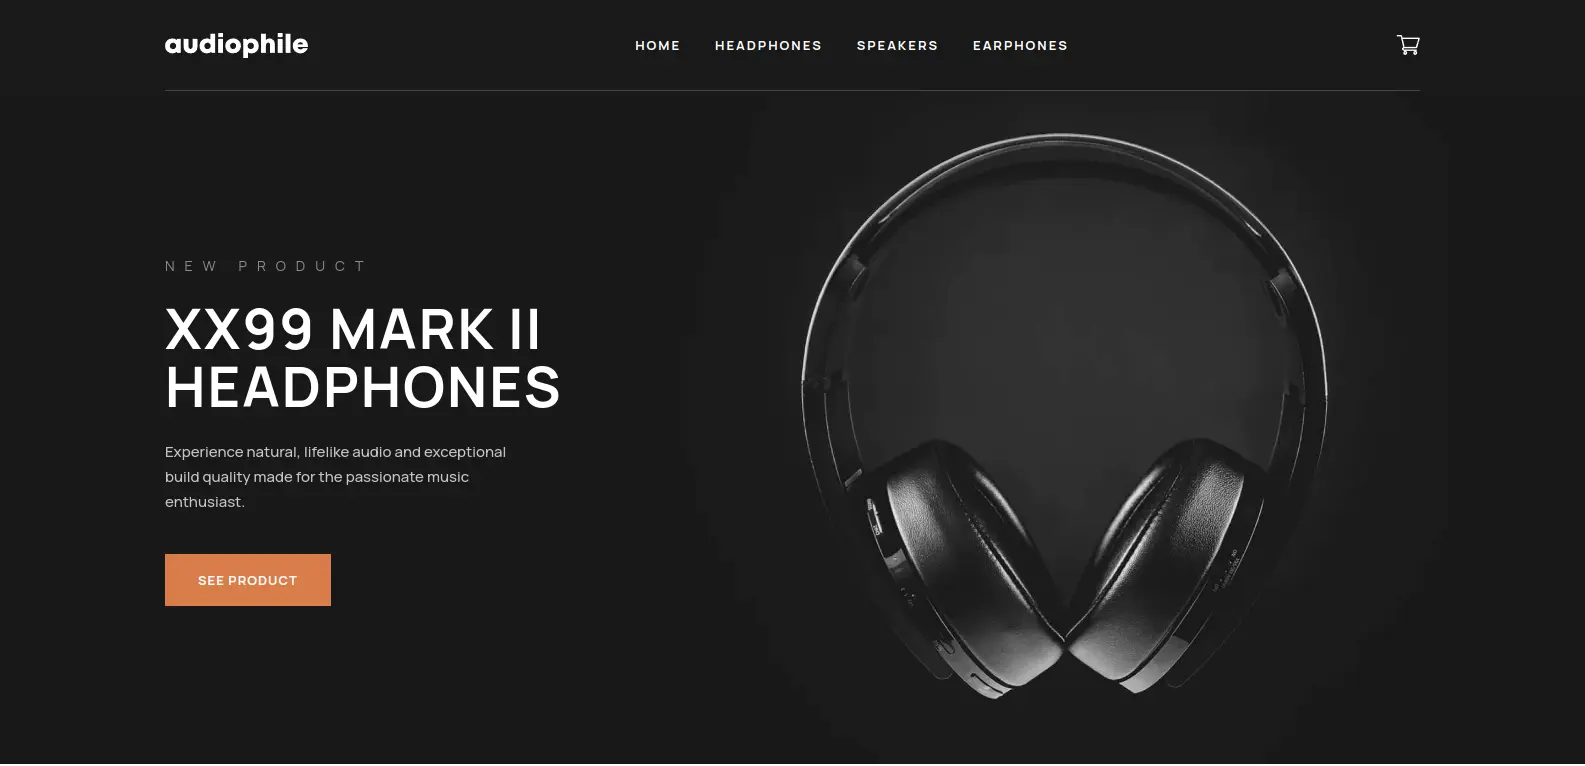 audiophile
HOME HEADPHONES SPEAKERS EARPHONES
NEW PRODUCT
XX99 MARK II
HEADPHONES
Experience natural, lifelike audio and exceptional
build quality made for the passionate music
enthusiast.
SEE PRODUCT